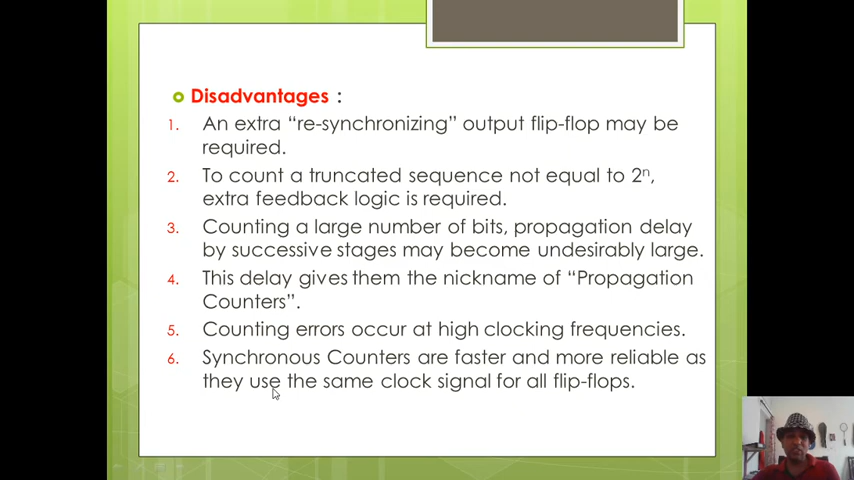 Disadvantages :
1. An extra “re-synchronizing” output flip-flop may be
required.
2. To count a truncated sequence not equal to 2ⁿ,
extra feedback logic is required.
3. Counting a large number of bits, propagation delay
by successive stages may become undesirably large.
4. This delay gives them the nickname of “Propagation
Counters”.
5. Counting errors occur at high clocking frequencies.
6. Synchronous Counters are faster and more reliable as
they use the same clock signal for all flip-flops.